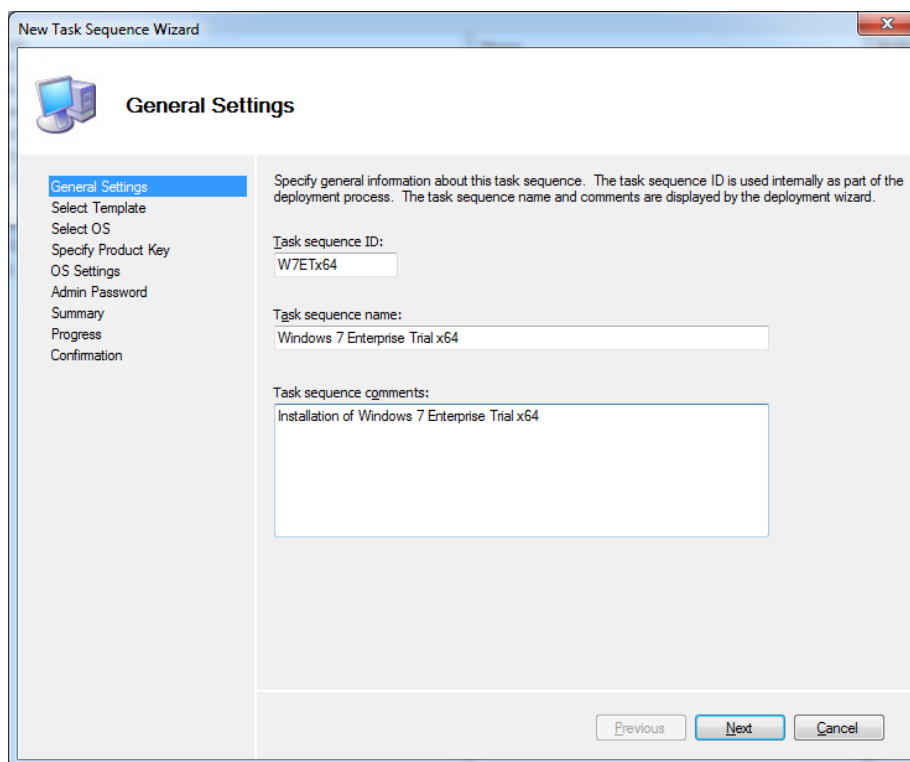 New Task Sequence Wizard
General Settings
General Settings
Select Template
Select OS
Specify Product Key
OS Settings
Admin Password
Summary
Progress
Confirmation
Specify general information about this task sequence. The task sequence ID is used internally as part of the
deployment process. The task sequence name and comments are displayed by the deployment wizard.
Task sequence ID:
W7ETx64
Task sequence name:
Windows 7 Enterprise Trial x64
Task sequence comments:
Installation of Windows 7 Enterprise Trial x64
Previous
Next
Cancel